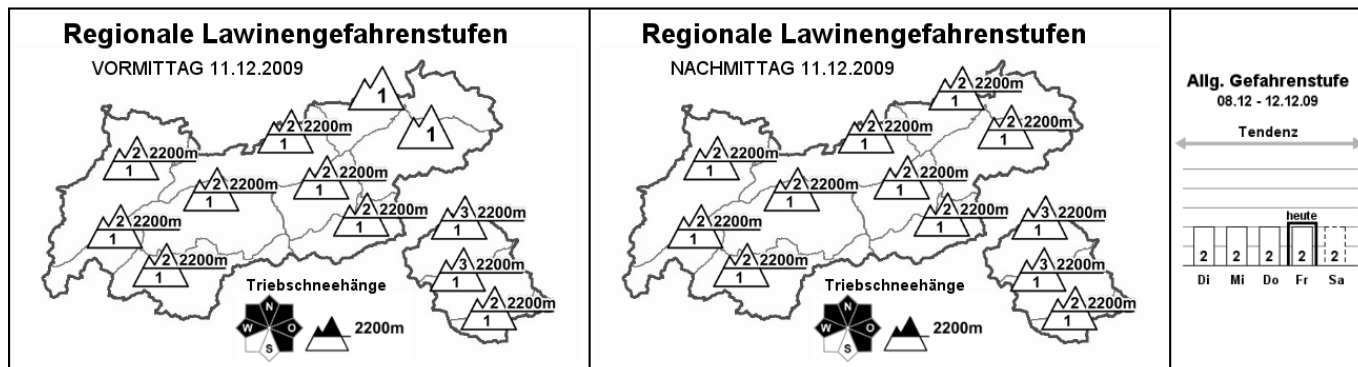 Regionale Lawinengefahrenstufen
VORMITTAG 11.12.2009
1
1
2 2200m
1
2 2200m
1
2 2200m
1
2 2200m
1
2 2200m
1
2 2200m
1
3 2200m
1
2 2200m
1
3 2200m
1
2 2200m
1
Triebschneehänge
N
W O
S
2200m
Regionale Lawinengefahrenstufen
NACHMITTAG 11.12.2009
2 2200m
1
2 2200m
1
2 2200m
1
2 2200m
1
2 2200m
1
2 2200m
1
2 2200m
1
3 2200m
1
2 2200m
1
2 2200m
1
3 2200m
1
2 2200m
1
Triebschneehänge
N
W O
S
2200m
Allg. Gefahrenstufe
08.12 - 12.12.09
Tendenz
heute
2 2 2 2 2
Di Mi Do Fr Sa